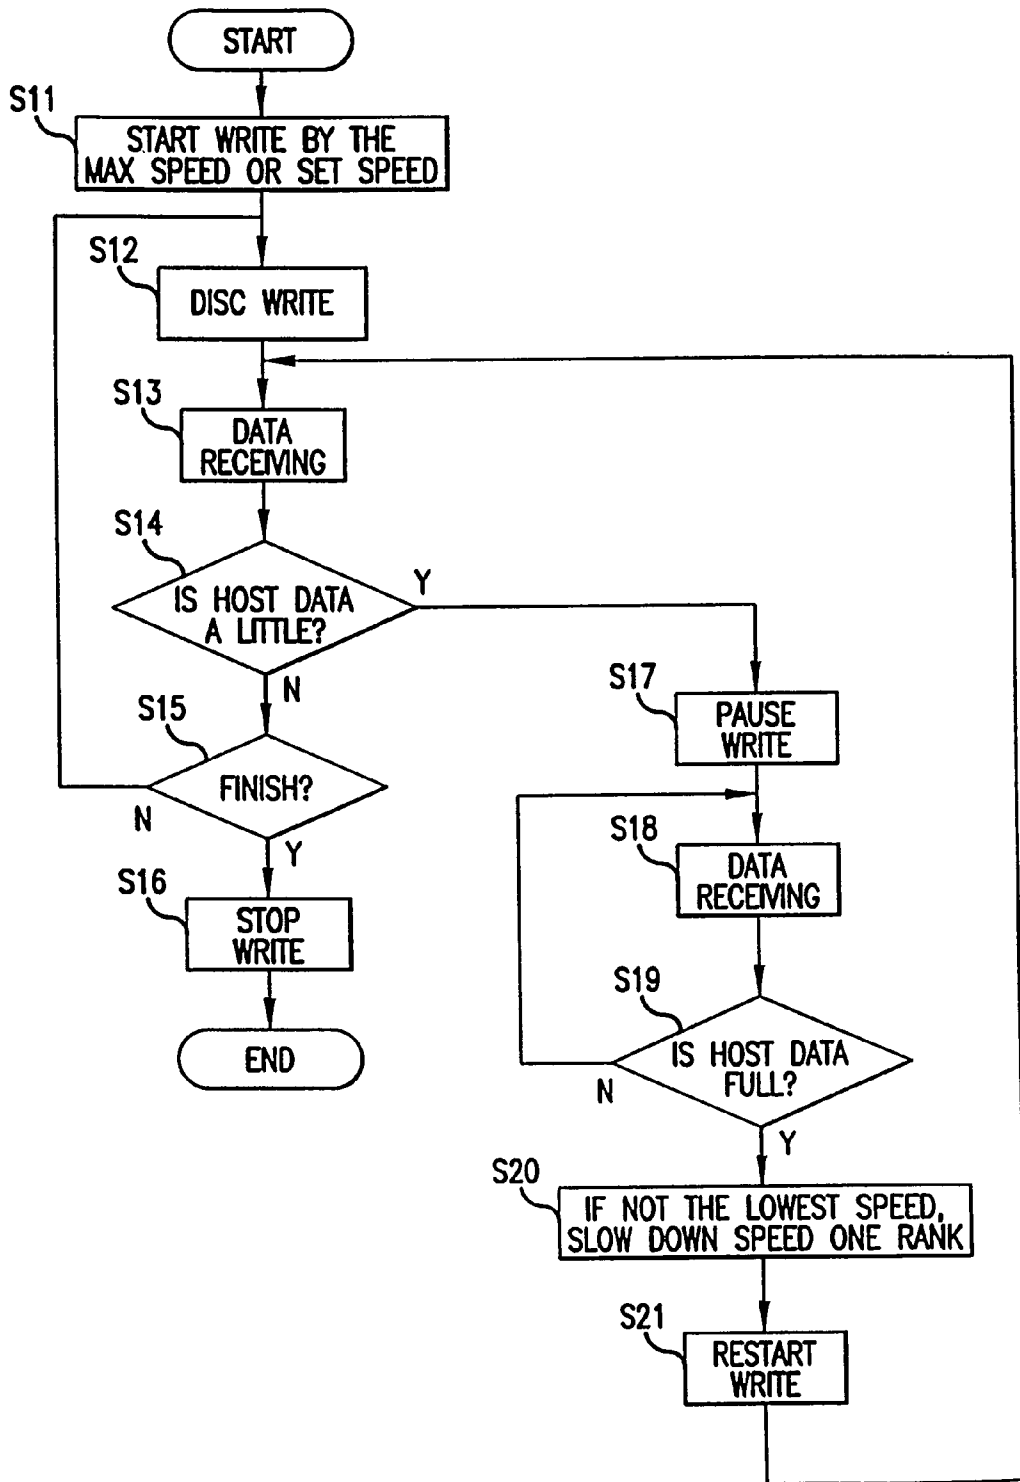 START
S11
START WRITE BY THE
MAX SPEED OR SET SPEED
S12
DISC WRITE
S13
DATA
RECEIVING
S14
IS HOST DATA
A LITTLE?
Y
N
S15
FINISH?
N
Y
S16
STOP
WRITE
END
S17
PAUSE
WRITE
S18
DATA
RECEIVING
S19
IS HOST DATA
FULL?
N
Y
S20
IF NOT THE LOWEST SPEED,
SLOW DOWN SPEED ONE RANK
S21
RESTART
WRITE